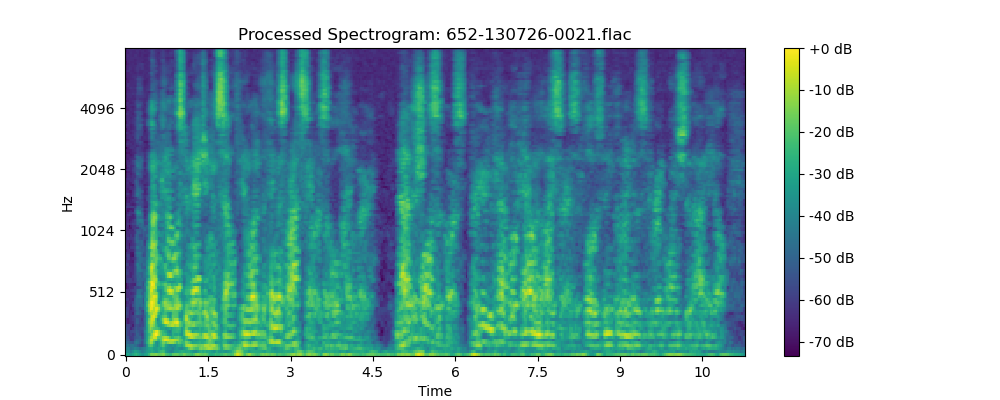 Processed Spectrogram: 652-130726-0021.flac
Hz
4096
2048
1024
512
0
0 1.5 3 4.5 6 7.5 9 10
Time
+0 dB
-10 dB
-20 dB
-30 dB
-40 dB
-50 dB
-60 dB
-70 dB